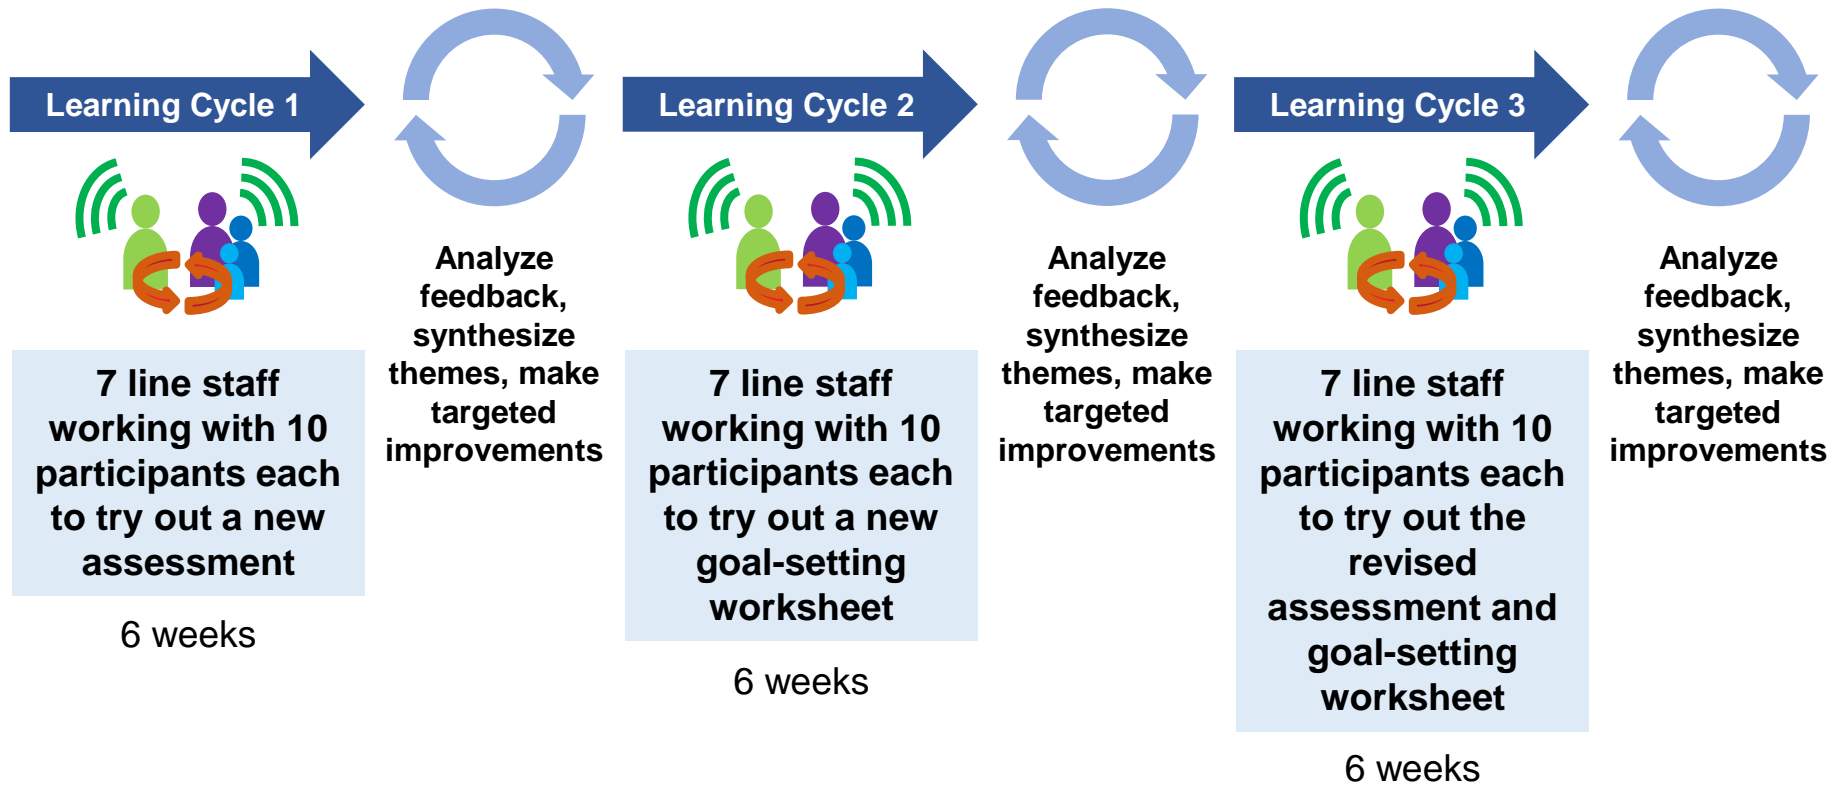 Learning Cycle 1
7 line staff
working with 10
participants each
to try out a new
assessment
6 weeks
Analyze
feedback,
synthesize
themes, make
targeted
improvements
Learning Cycle 2
7 line staff
working with 10
participants each
to try out a new
goal-setting
worksheet
6 weeks
Analyze
feedback,
synthesize
themes, make
targeted
improvements
Learning Cycle 3
7 line staff
working with 10
participants each
to try out the
revised
assessment and
goal-setting
worksheet
6 weeks
Analyze
feedback,
synthesize
themes, make
targeted
improvements